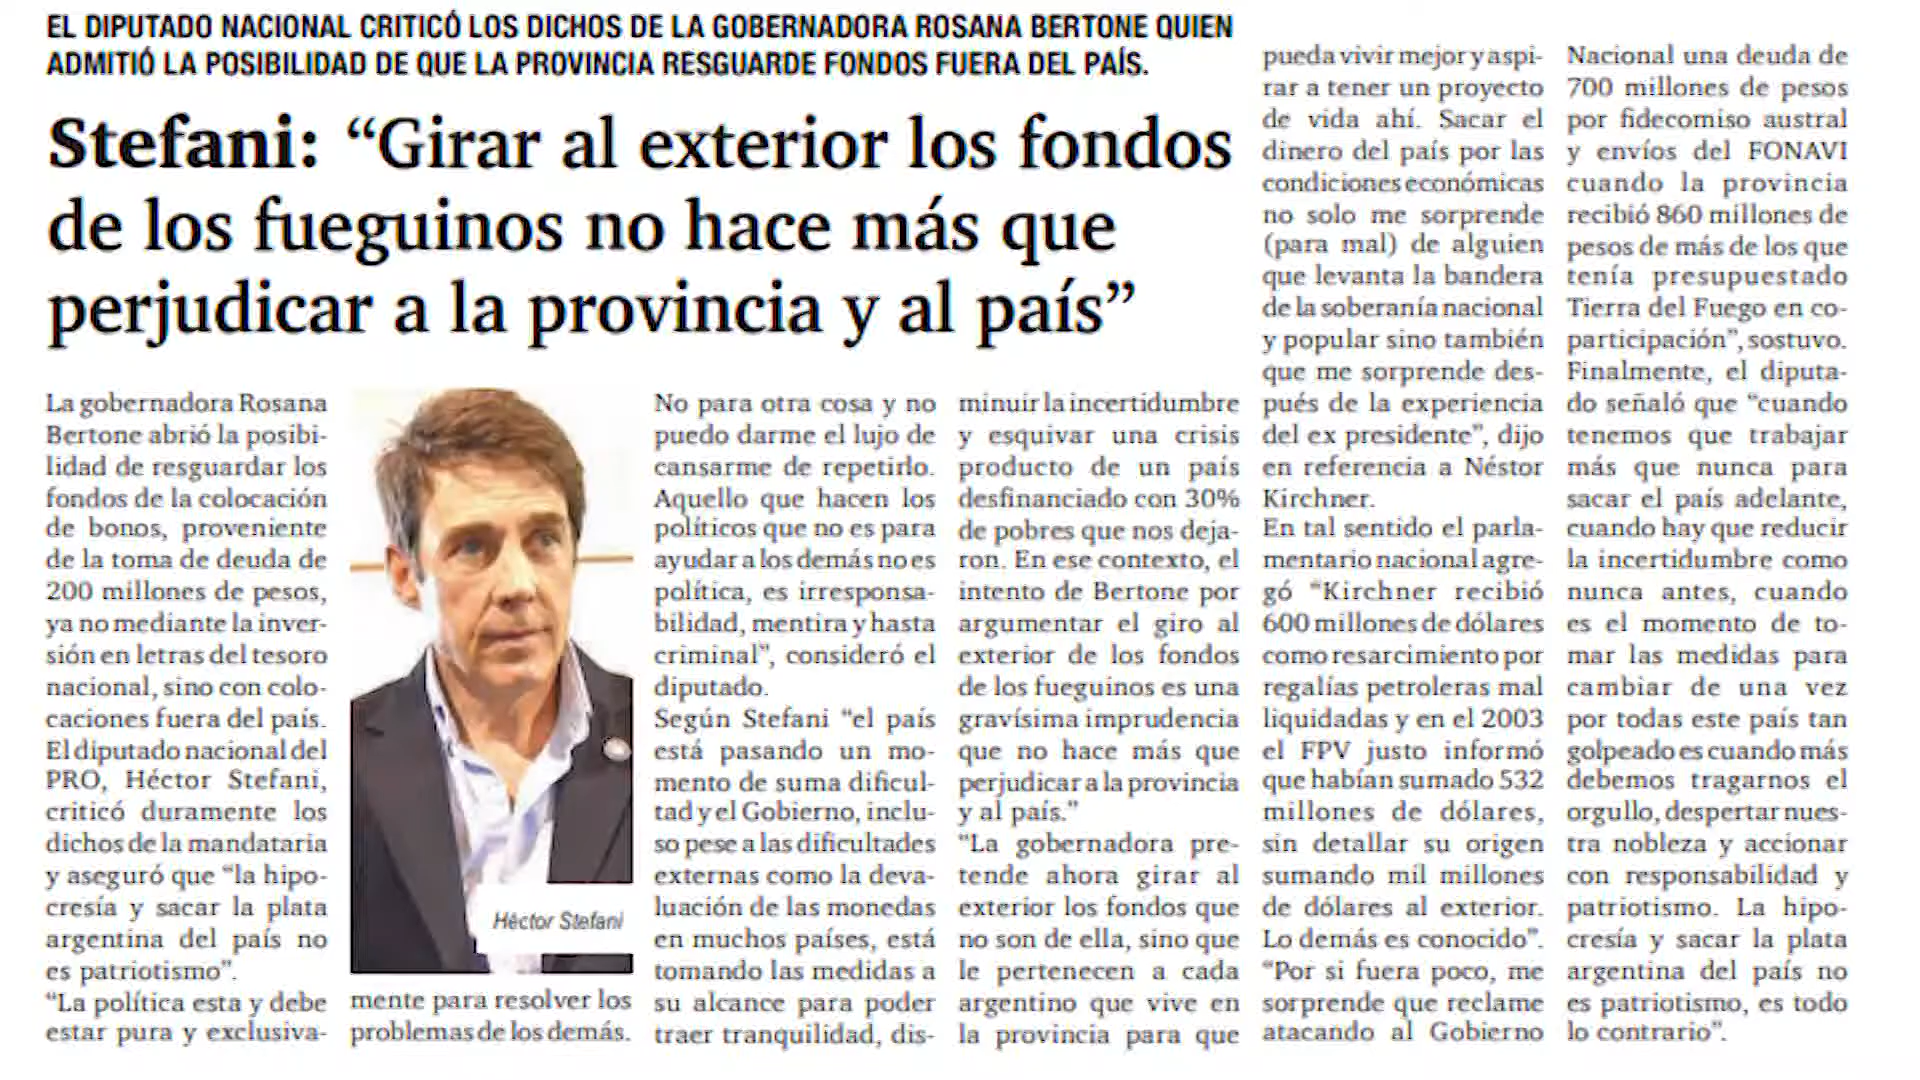 EL DIPUTADO NACIONAL CRITICÓ LOS DICHOS DE LA GOBERNADORA ROSANA BERTONE QUIEN
ADMITIÓ LA POSIBILIDAD DE QUE LA PROVINCIA RESGUARDE FONDOS FUERA DEL PAÍS.
Stefani: “Girar al exterior los fondos
de los fueguinos no hace más que
perjudicar a la provincia y al país”
La gobernadora Rosana
Bertone abrió la posibi-
lidad de resguardar los
fondos de la colocación
de bonos, proveniente
de la toma de deuda de
200 millones de pesos,
ya no mediante la inver-
sión en letras del tesoro
nacional, sino con colo-
caciones fuera del país.
El diputado nacional del
PRO, Héctor Stefani,
criticó duramente los
dichos de la mandataria
y aseguró que “la hipo-
cresía y sacar la plata
argentina del país no
es patriotismo”.
“La política esta y debe
estar pura y exclusiva-
Héctor Stefani
mente para resolver los
problemas de los demás.
No para otra cosa y no
puedo darme el lujo de
cansarme de repetirlo.
Aquello que hacen los
políticos que no es para
ayudar a los demás no es
política, es irresponsa-
bilidad, mentira y hasta
criminal”, consideró el
diputado.
Según Stefani “el país
está pasando un mo-
mento de suma dificul-
tad y el Gobierno, inclu-
so pese a las dificultades
externas como la deva-
luación de las monedas
en muchos países, está
tomando las medidas a
su alcance para poder
traer tranquilidad, dis-
minuir la incertidumbre
y esquivar una crisis
producto de un país
desfinanciado con 30%
de pobres que nos deja-
ron. En ese contexto, el
intento de Bertone por
argumentar el giro al
exterior de los fondos
de los fueguinos es una
gravísima imprudencia
que no hace más que
perjudicar a la provincia
y al país.”
“La gobernadora pre-
tende ahora girar al
exterior los fondos que
no son de ella, sino que
le pertenecen a cada
argentino que vive en
la provincia para que
pueda vivir mejor y aspi-
rar a tener un proyecto
de vida ahí. Sacar el
dinero del país por las
condiciones económicas
no solo me sorprende
(para mal) de alguien
que levanta la bandera
de la soberanía nacional
y popular sino también
que me sorprende des-
pués de la experiencia
del ex presidente”, dijo
en referencia a Néstor
Kirchner.
En tal sentido el parla-
mentario nacional agre-
gó “Kirchner recibió
600 millones de dólares
como resarcimiento por
regalías petroleras mal
liquidadas y en el 2003
el FPV justo informó
que habían sumado 532
millones de dólares,
sin detallar su origen
sumando mil millones
de dólares al exterior.
Lo demás es conocido”.
“Por si fuera poco, me
sorprende que reclame
atacando al Gobierno
Nacional una deuda de
700 millones de pesos
por fidecomiso austral
y envíos del FONAVI
cuando la provincia
recibió 860 millones de
pesos de más de los que
tenía presupuestado
Tierra del Fuego en co-
participación”, sostuvo.
Finalmente, el diputa-
do señaló que “cuando
tenemos que trabajar
más que nunca para
sacar el país adelante,
cuando hay que reducir
la incertidumbre como
nunca antes, cuando
es el momento de to-
mar las medidas para
cambiar de una vez
por todas este país tan
golpeado es cuando más
debemos tragarnos el
orgullo, despertar nues-
tra nobleza y accionar
con responsabilidad y
patriotismo. La hipo-
cresía y sacar la plata
argentina del país no
es patriotismo, es todo
lo contrario”.